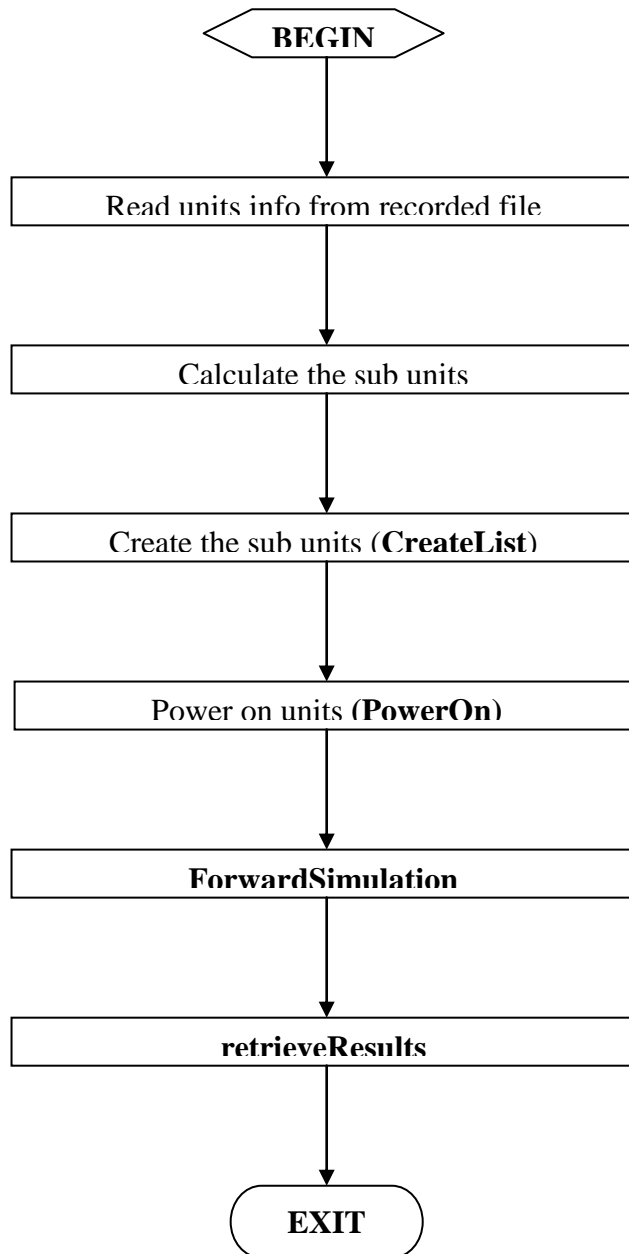 BEGIN
Read units info from recorded file
Calculate the sub units
Create the sub units (CreateList)
Power on units (PowerOn)
ForwardSimulation
retrieveResults
EXIT